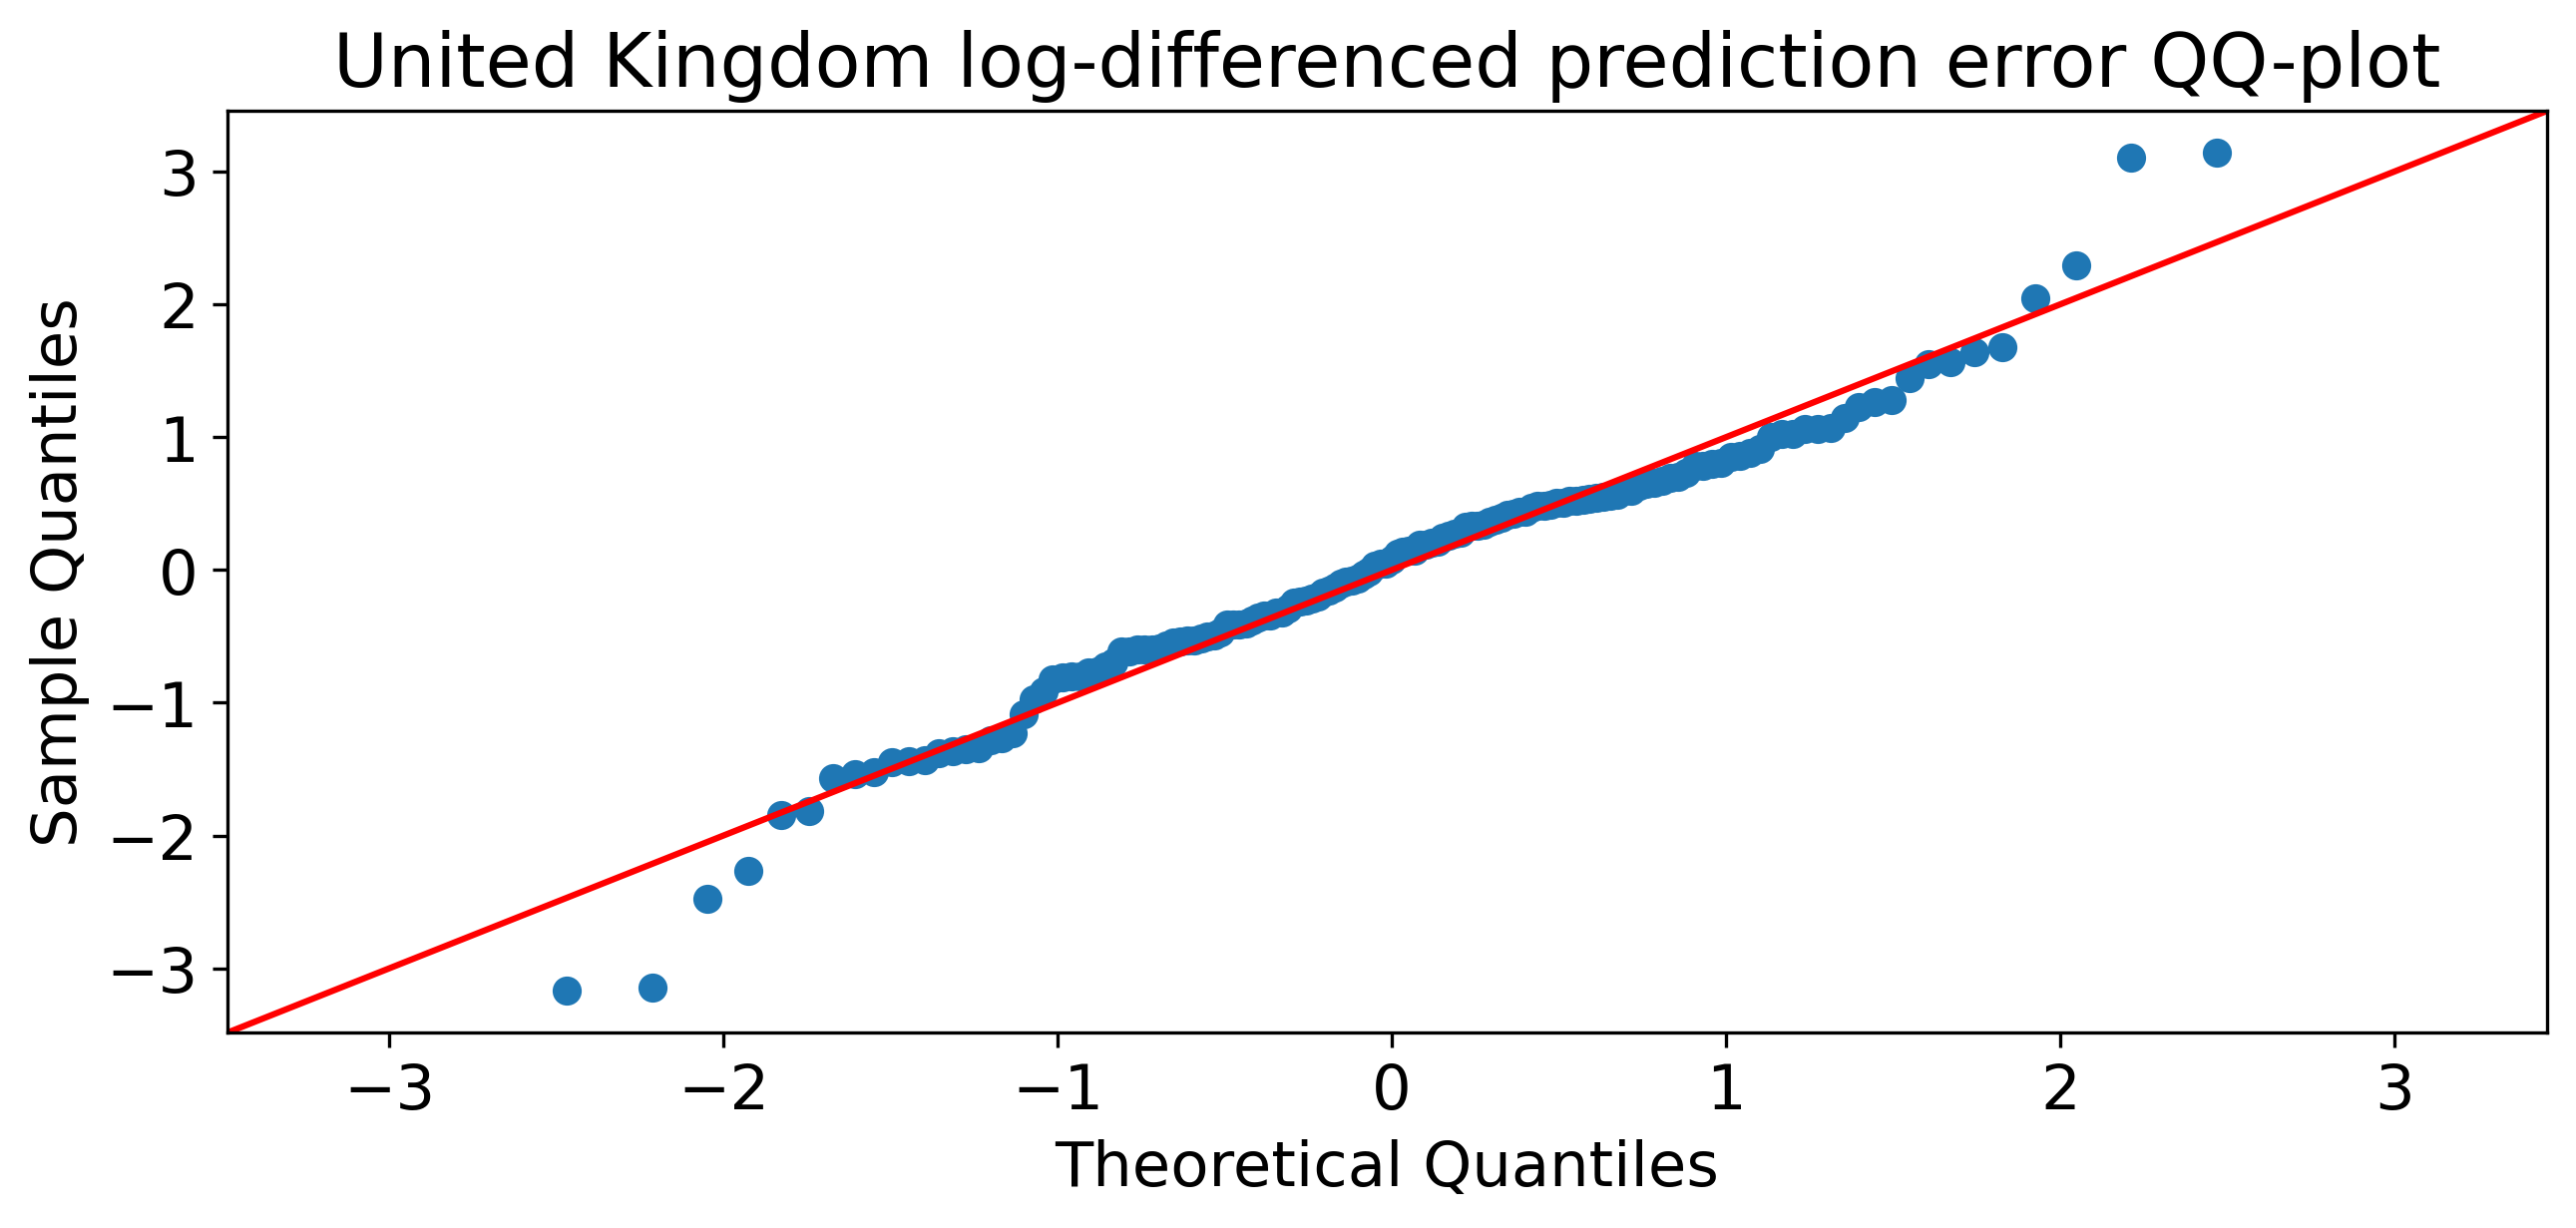 United Kingdom log-differenced prediction error QQ-plot
3
2
1
0
−1
−2
−3
Sample Quantiles
−3 −2 −1 0 1 2 3
Theoretical Quantiles